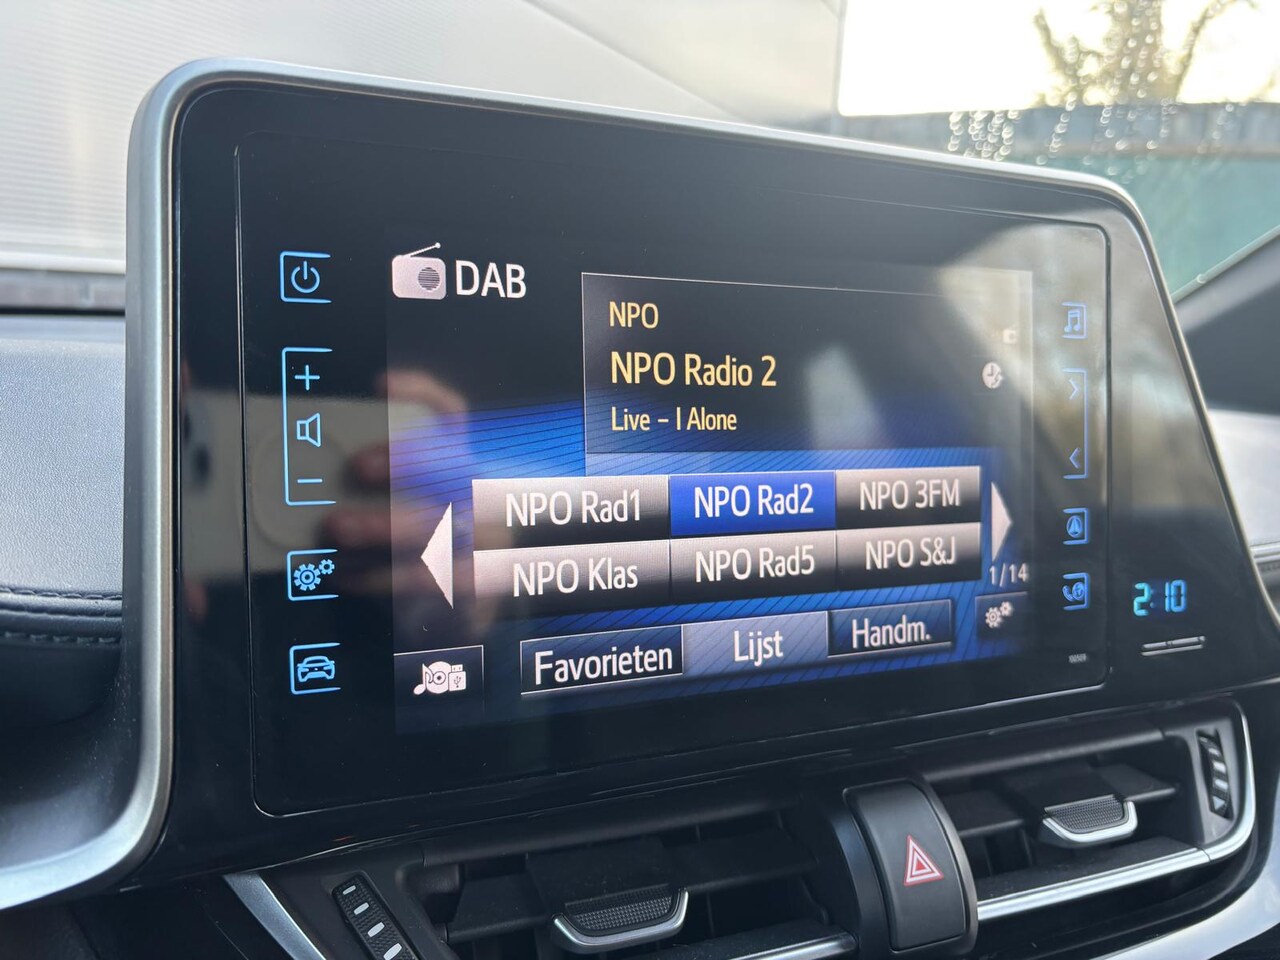 DAB
NPO
NPO Radio 2
Live - I Alone
NPO Rad1 NPO Rad2 NPO 3FM
NPO Klas NPO Rad5 NPO S&J
1/14
Favorieten Lijst Handm.
2:10